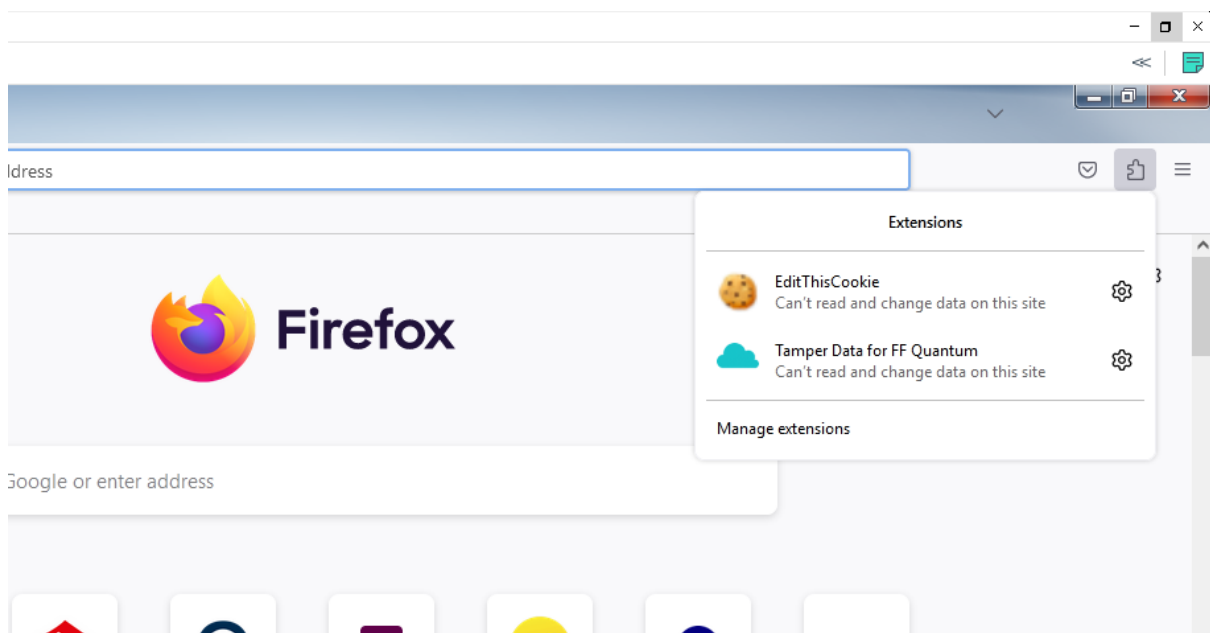 ddress
Extensions
EditThisCookie
Can't read and change data on this site
Firefox
Tamper Data for FF Quantum
Can't read and change data on this site
Manage extensions
Google or enter address